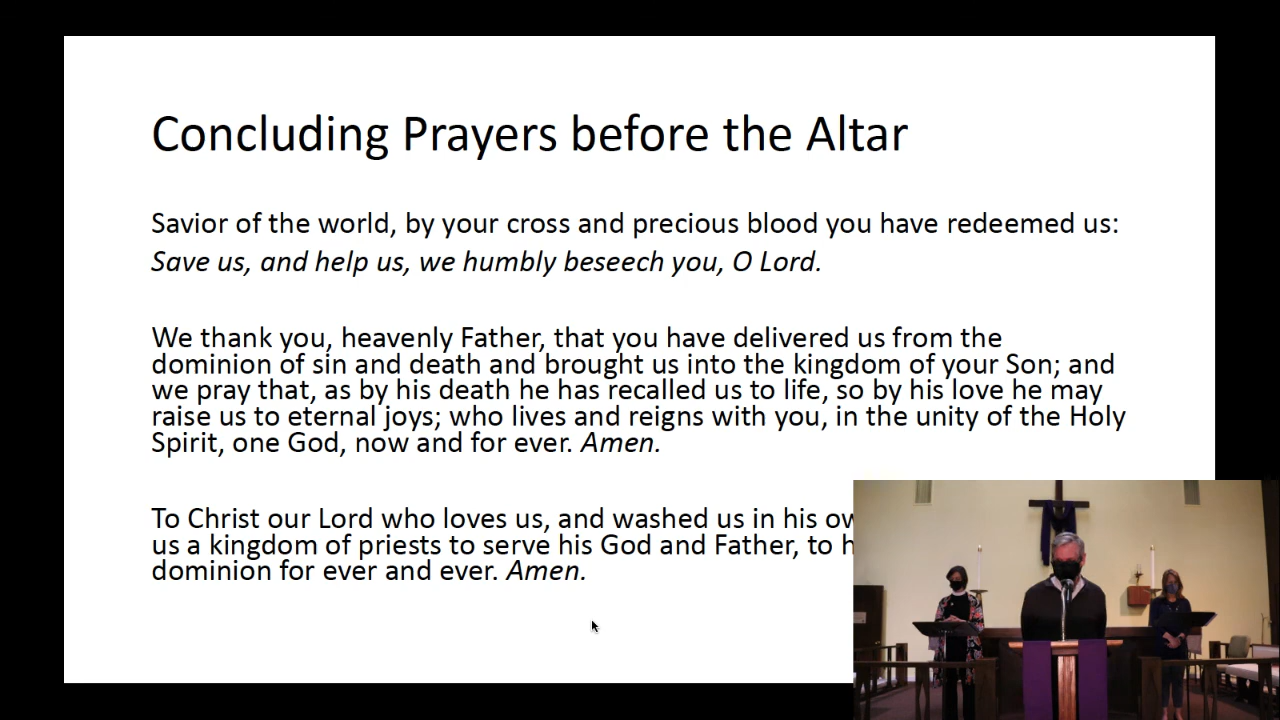 Concluding Prayers before the Altar
Savior of the world, by your cross and precious blood you have redeemed us:
Save us, and help us, we humbly beseech you, O Lord.
We thank you, heavenly Father, that you have delivered us from the
dominion of sin and death and brought us into the kingdom of your Son; and
we pray that, as by his death he has recalled us to life, so by his love he may
raise us to eternal joys; who lives and reigns with you, in the unity of the Holy
Spirit, one God, now and for ever. Amen.
To Christ our Lord who loves us, and washed us in his
us a kingdom of priests to serve his God and Father, to
dominion for ever and ever. Amen.